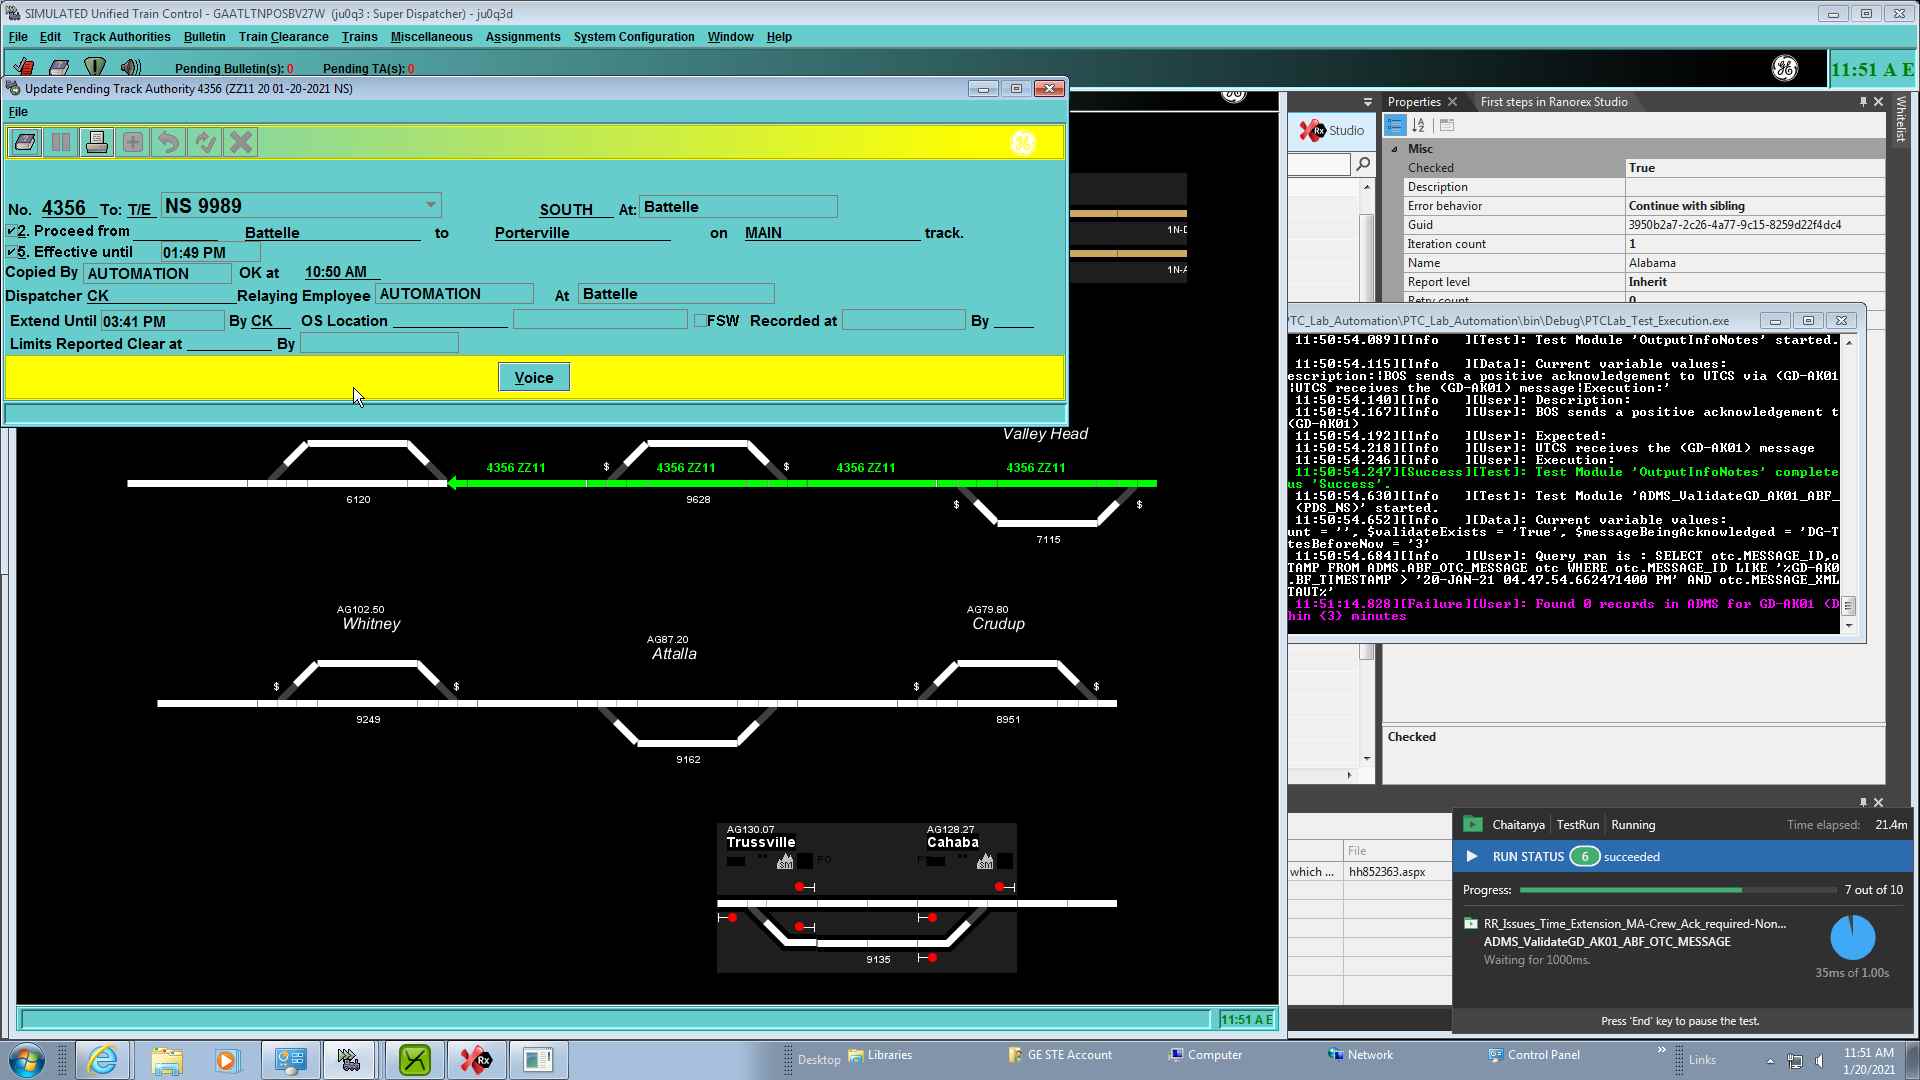 SIMULATED Unified Train Control - GAATLTNPOSBV27W (ju0q3 : Super Dispatcher) - ju0q3d
File Edit Track Authorities Bulletin Train Clearance Trains Miscellaneous Assignments System Configuration Window Help
Pending Bulletin(s): 0 Pending TA(s): 0
11:51 A E
Update Pending Track Authority 4356 (ZZ11 20 01-20-2021 NS)
File
No. 4356 To: T/E NS 9989 SOUTH At: Battelle
2. Proceed from Battelle to Porterville on MAIN track.
5. Effective until 01:49 PM
Copied By AUTOMATION OK at 10:50 AM
Dispatcher CK Relaying Employee AUTOMATION At Battelle
Extend Until 03:41 PM By CK OS Location FSW Recorded at By
Limits Reported Clear at By
Voice
Valley Head
4356 ZZ11 $ 4356 ZZ11 $ 4356 ZZ11 4356 ZZ11
6120 9628 $ $
7115
AG102.50 AG79.80
Whitney Crudup
AG87.20
Attalla
$ $ $ $
9249 8951
9162
AG130.07 AG128.27
Trussville Cahaba
SM SM
9135
11:51 A E
1N-A
Properties First steps in Ranorex Studio
Whitelist
Rx Studio
Misc
Checked True
Description
Error behavior Continue with sibling
Guid 3950b2a7-2c26-4a77-9c15-8259d22f4dc4
Iteration count 1
Name Alabama
Report level Inherit
Retry count 0
PTC_Lab_Automation\PTC_Lab_Automation\bin\Debug\PTCLab_Test_Execution.exe
11:50:54.089][Info ][Test]: Test Module 'OutputInfoNotes' started.
11:50:54.115][Info ][Data]: Current variable values:
escription:|BOS sends a positive acknowledgement to UTCS via (GD-AK01
|UTCS receives the (GD-AK01) message|Execution:'
11:50:54.140][Info ][User]: Description:
11:50:54.167][Info ][User]: BOS sends a positive acknowledgement t
(GD-AK01)
11:50:54.192][Info ][User]: Expected:
11:50:54.218][Info ][User]: UTCS receives the (GD-AK01) message
11:50:54.246][Info ][User]: Execution:
11:50:54.247][Success][Test]: Test Module 'OutputInfoNotes' complete
us 'Success'.
11:50:54.630][Info ][Test]: Test Module 'ADMS_ValidateGD_AK01_ABF_
(PDS_NS)' started.
11:50:54.652][Info ][Data]: Current variable values:
unt = '', $validateExists = 'True', $messageBeingAcknowledged = 'DG-T
tesBeforeNow = '3'
11:50:54.684][Info ][User]: Query ran is : SELECT otc.MESSAGE_ID,o
TAMP FROM ADMS.ABF_OTC_MESSAGE otc WHERE otc.MESSAGE_ID LIKE '%GD-AK0
.BF_TIMESTAMP > '20-JAN-21 04.47.54.662471400 PM' AND otc.MESSAGE_XML
TAUT%'
11:51:14.828][Failure][User]: Found 0 records in ADMS for GD-AK01 (D
hin (3) minutes
Checked
File
which ... hh852363.aspx
Chaitanya TestRun Running Time elapsed: 21.4m
RUN STATUS 6 succeeded
Progress: 7 out of 10
RR_Issues_Time_Extension_MA-Crew_Ack_required-Non...
ADMS_ValidateGD_AK01_ABF_OTC_MESSAGE
Waiting for 1000ms.
35ms of 1.00s
Press 'End' key to pause the test.
Rx
Desktop Libraries GE STE Account Computer Network Control Panel » Links
11:51 AM
1/20/2021